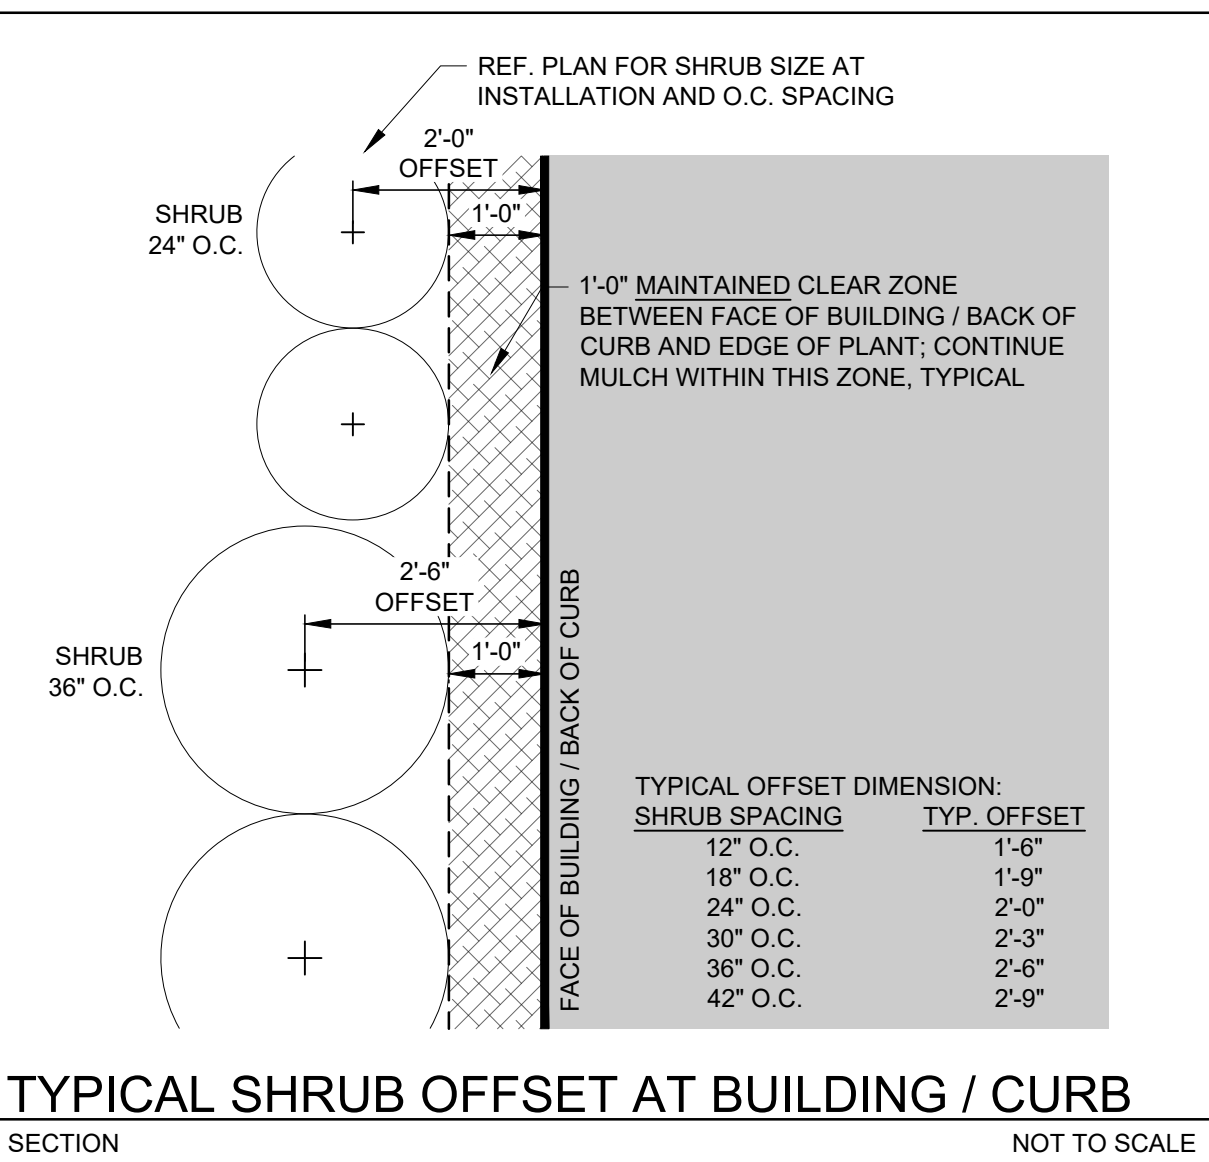 REF. PLAN FOR SHRUB SIZE AT
INSTALLATION AND O.C. SPACING
2'-0"
OFFSET
SHRUB
24" O.C.
1'-0"
1'-0" MAINTAINED CLEAR ZONE
BETWEEN FACE OF BUILDING / BACK OF
CURB AND EDGE OF PLANT; CONTINUE
MULCH WITHIN THIS ZONE, TYPICAL
2'-6"
OFFSET
SHRUB
36" O.C.
1'-0"
FACE OF BUILDING / BACK OF CURB
TYPICAL OFFSET DIMENSION:
SHRUB SPACING TYP. OFFSET
12" O.C. 1'-6"
18" O.C. 1'-9"
24" O.C. 2'-0"
30" O.C. 2'-3"
36" O.C. 2'-6"
42" O.C. 2'-9"
TYPICAL SHRUB OFFSET AT BUILDING / CURB
SECTION NOT TO SCALE